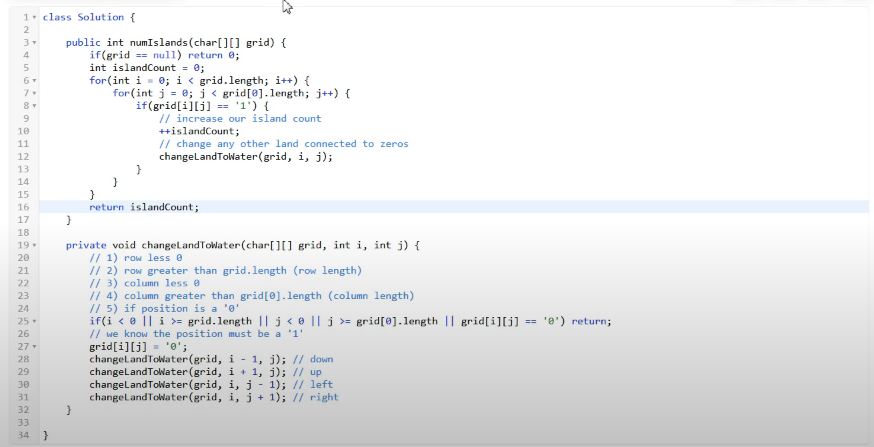 1 class Solution {
2
3     public int numIslands(char[][] grid) {
4         if(grid == null) return 0;
5         int islandCount = 0;
6         for(int i = 0; i < grid.length; i++) {
7             for(int j = 0; j < grid[0].length; j++) {
8                 if(grid[i][j] == '1') {
9                     // increase our island count
10                     ++islandCount;
11                     // change any other land connected to zeros
12                     changeLandToWater(grid, i, j);
13                 }
14             }
15         }
16         return islandCount;
17     }
18
19     private void changeLandToWater(char[][] grid, int i, int j) {
20         // 1) row less 0
21         // 2) row greater than grid.length (row length)
22         // 3) column less 0
23         // 4) column greater than grid[0].length (column length)
24         // 5) if position is a '0'
25         if(i < 0 || i >= grid.length || j < 0 || j >= grid[0].length || grid[i][j] == '0') return;
26         // we know the position must be a '1'
27         grid[i][j] = '0';
28         changeLandToWater(grid, i - 1, j); // down
29         changeLandToWater(grid, i + 1, j); // up
30         changeLandToWater(grid, i, j - 1); // left
31         changeLandToWater(grid, i, j + 1); // right
32     }
33
34 }